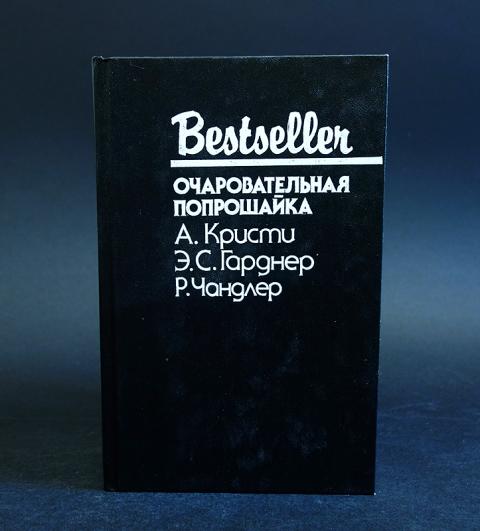 Bestseller
ОЧАРОВАТЕЛЬНАЯ
ПОПРОШАЙКА
А. Кристи
Э.С. Гарднер
Р. Чандлер